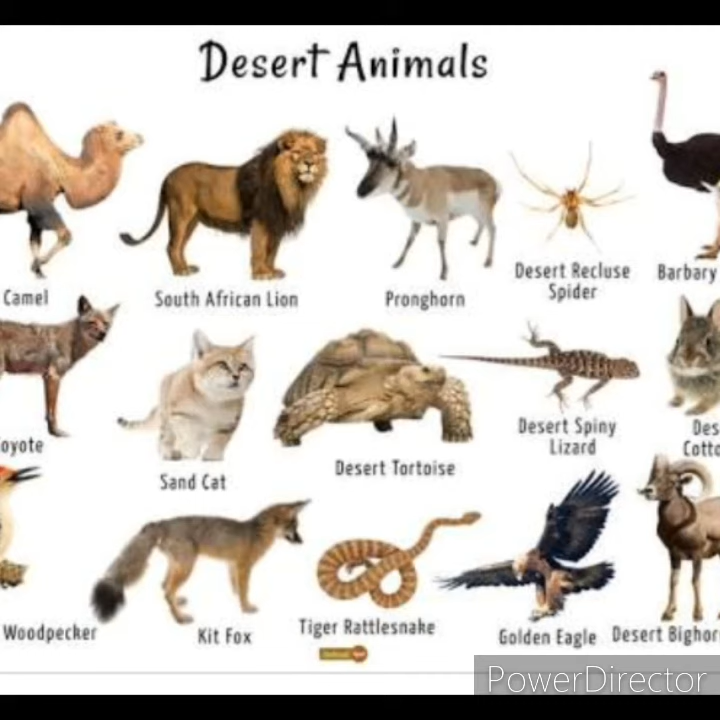 Desert Animals
Camel
South African Lion
Pronghorn
Desert Recluse
Spider
Barbary
oyote
Sand Cat
Desert Tortoise
Desert Spiny
Lizard
Des
Cotto
Woodpecker
Kit Fox
Tiger Rattlesnake
Golden Eagle
Desert Bighor
PowerDirector